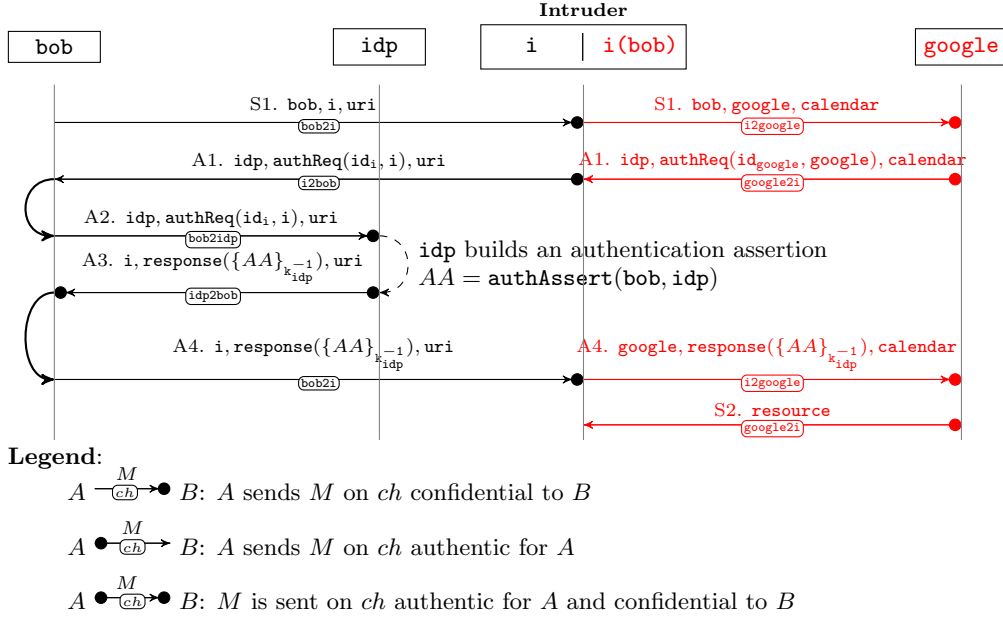 Intruder
bob idp i i(bob) google
S1. bob, i, uri S1. bob, google, calendar
bob2i i2google
A1. idp, authReq(id_i, i), uri A1. idp, authReq(id_google, google), calendar
i2bob google2i
A2. idp, authReq(id_i, i), uri
bob2idp
idp builds an authentication assertion
A3. i, response({AA}_{k_idp^{-1}}), uri
AA = authAssert(bob, idp)
idp2bob
A4. i, response({AA}_{k_idp^{-1}}), uri A4. google, response({AA}_{k_idp^{-1}}), calendar
bob2i i2google
S2. resource
google2i
Legend:
M
A ch B: A sends M on ch confidential to B
M
A ch B: A sends M on ch authentic for A
M
A ch B: M is sent on ch authentic for A and confidential to B